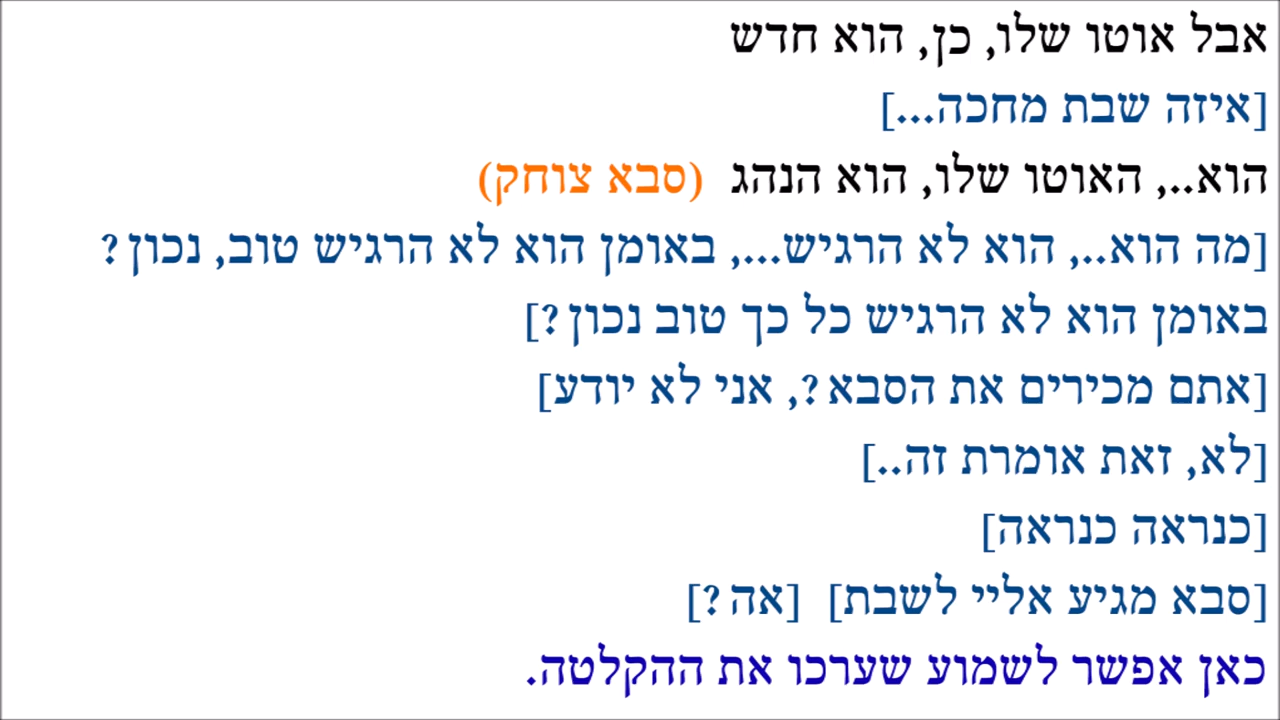 אבל אוטו שלו, כן, הוא חדש
[איזה שבת מחכה...]
הוא.., האוטו שלו, הוא הנהג (סבא צוחק)
[מה הוא.., הוא לא הרגיש..., באומן הוא לא הרגיש טוב, נכון?
באומן הוא לא הרגיש כל כך טוב נכון?]
[אתם מכירים את הסבא?, אני לא יודע]
[לא, זאת אומרת זה..]
[כנראה כנראה]
[סבא מגיע אליי לשבת] [אה?]
כאן אפשר לשמוע שערכו את ההקלטה.